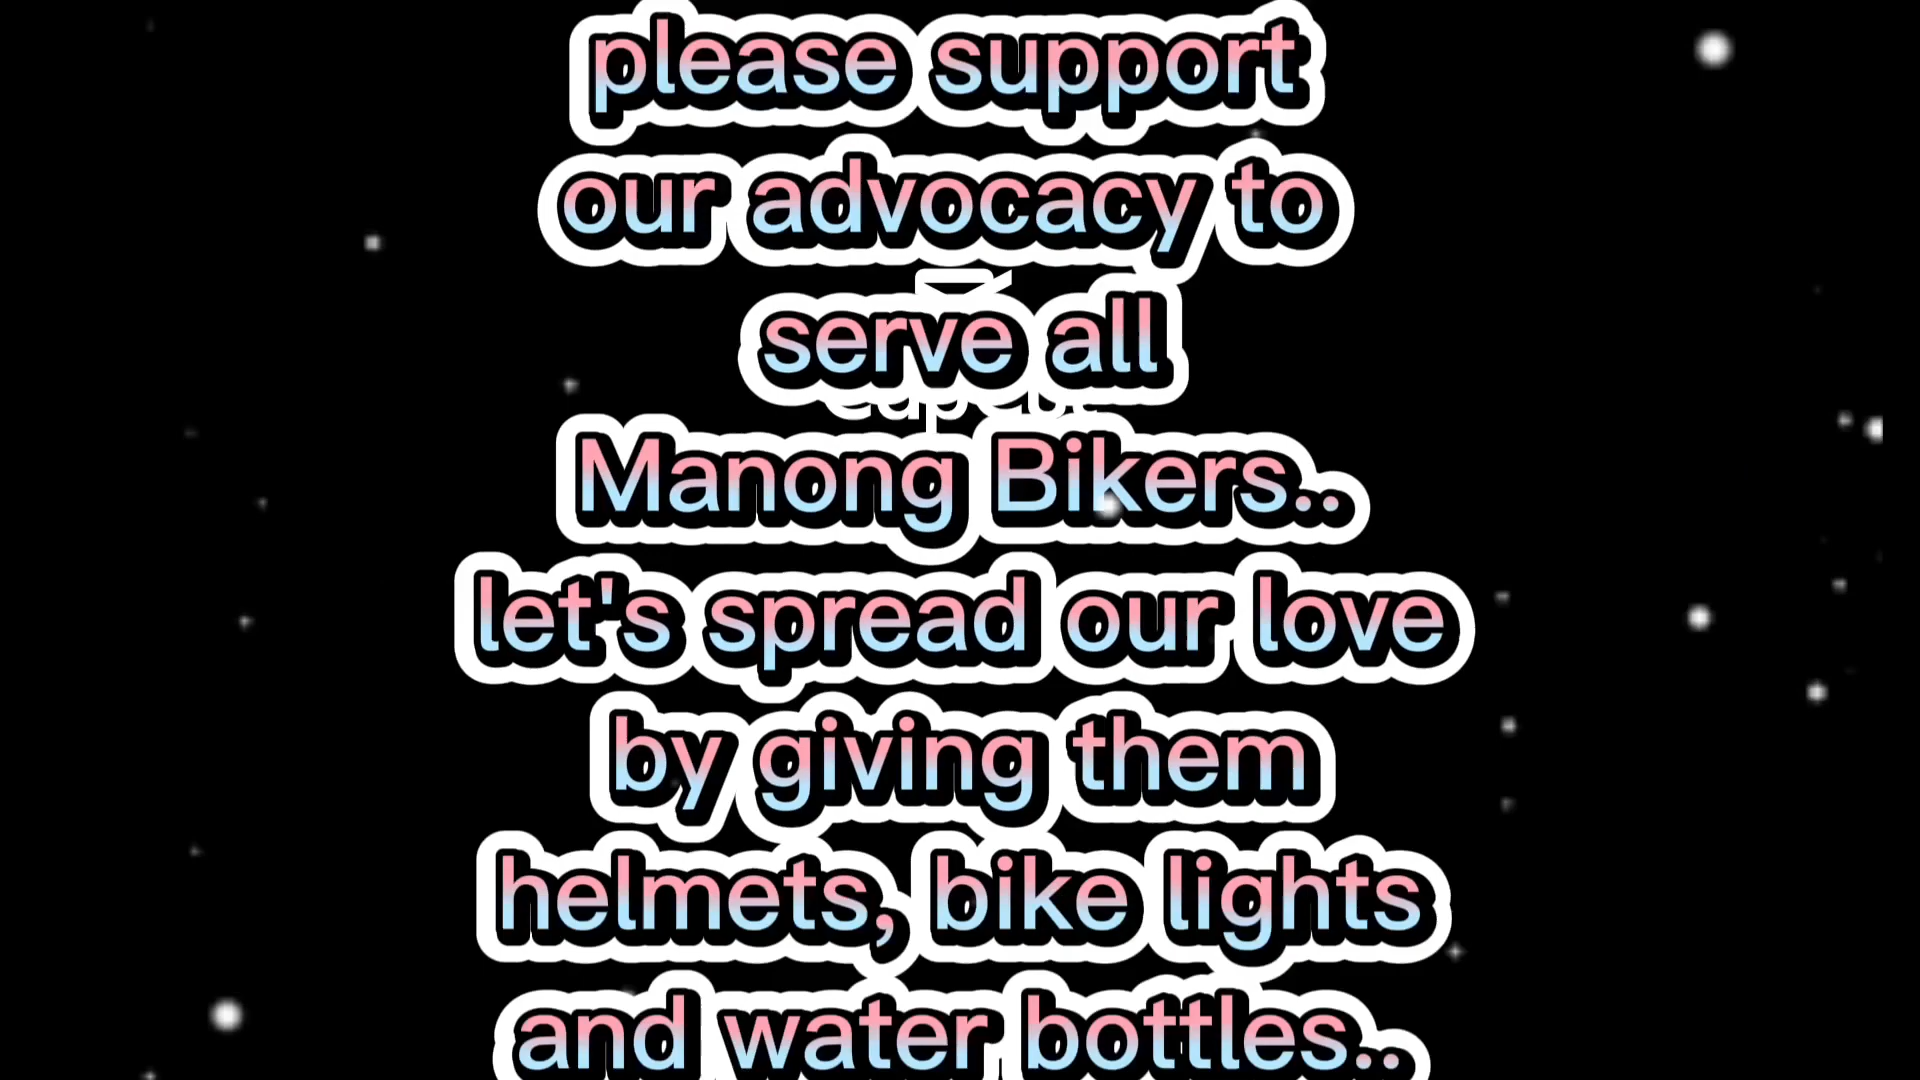 please support
our advocacy to
serve all
Manong Bikers..
let's spread our love
by giving them
helmets, bike lights
and water bottles..